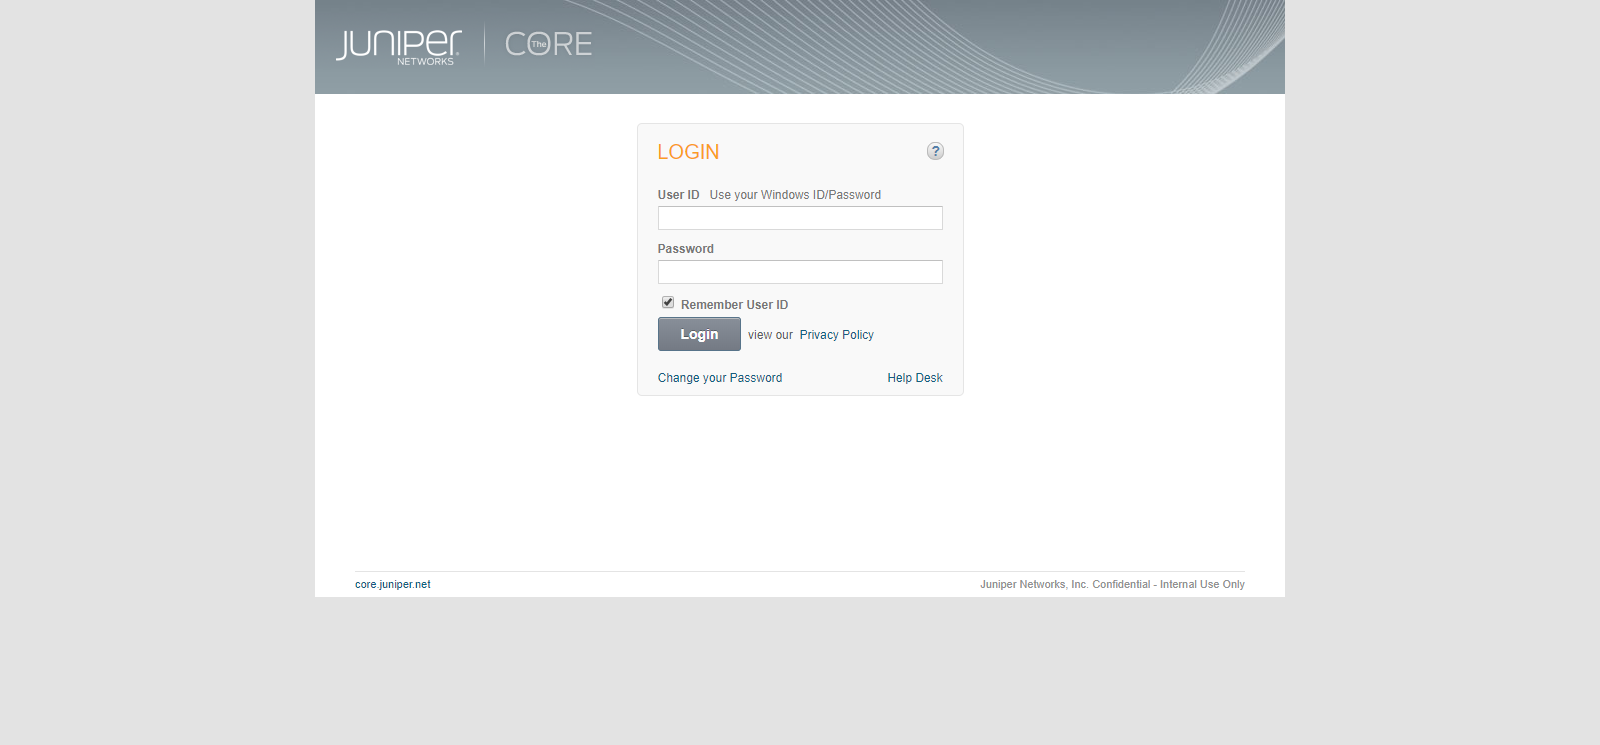 JUNIPER
NETWORKS
The
CORE
LOGIN
?
User ID Use your Windows ID/Password
Password
Remember User ID
Login view our Privacy Policy
Change your Password Help Desk
core.juniper.net Juniper Networks, Inc. Confidential - Internal Use Only